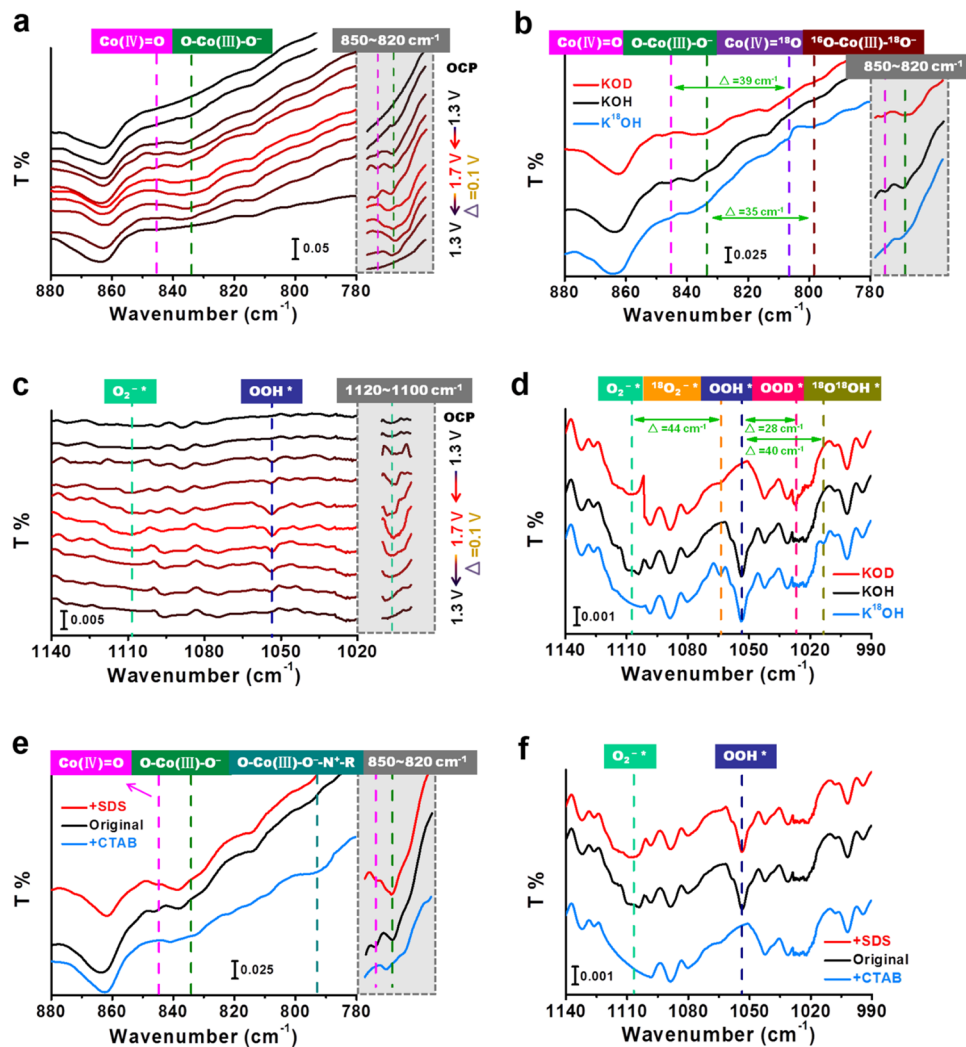 a
Co(IV)=O O-Co(III)-O⁻ 850~820 cm⁻¹
OCP
1.3 V
1.7 V
△ =0.1 V
1.3 V
T %
0.05
880 860 840 820 800 780
Wavenumber (cm⁻¹)
b
Co(IV)=O O-Co(III)-O⁻ Co(IV)=¹⁸O ¹⁶O-Co(III)-¹⁸O⁻
850~820 cm⁻¹
△ =39 cm⁻¹
KOD
KOH
K¹⁸OH
△ =35 cm⁻¹
T %
0.025
880 860 840 820 800 780
Wavenumber (cm⁻¹)
c
O₂⁻ * OOH * 1120~1100 cm⁻¹
OCP
1.3 V
1.7 V
△ =0.1 V
1.3 V
T %
0.005
1140 1110 1080 1050 1020
Wavenumber (cm⁻¹)
d
O₂⁻ * ¹⁸O₂⁻ * OOH * OOD * ¹⁸O¹⁸OH *
△ =44 cm⁻¹ △ =28 cm⁻¹
△ =40 cm⁻¹
T %
KOD
KOH
K¹⁸OH
0.001
1140 1110 1080 1050 1020 990
Wavenumber (cm⁻¹)
e
Co(IV)=O O-Co(III)-O⁻ O-Co(III)-O⁻-N⁺-R 850~820 cm⁻¹
+SDS
Original
+CTAB
T %
0.025
880 860 840 820 800 780
Wavenumber (cm⁻¹)
f
O₂⁻ * OOH *
T %
+SDS
Original
+CTAB
0.001
1140 1110 1080 1050 1020 990
Wavenumber (cm⁻¹)